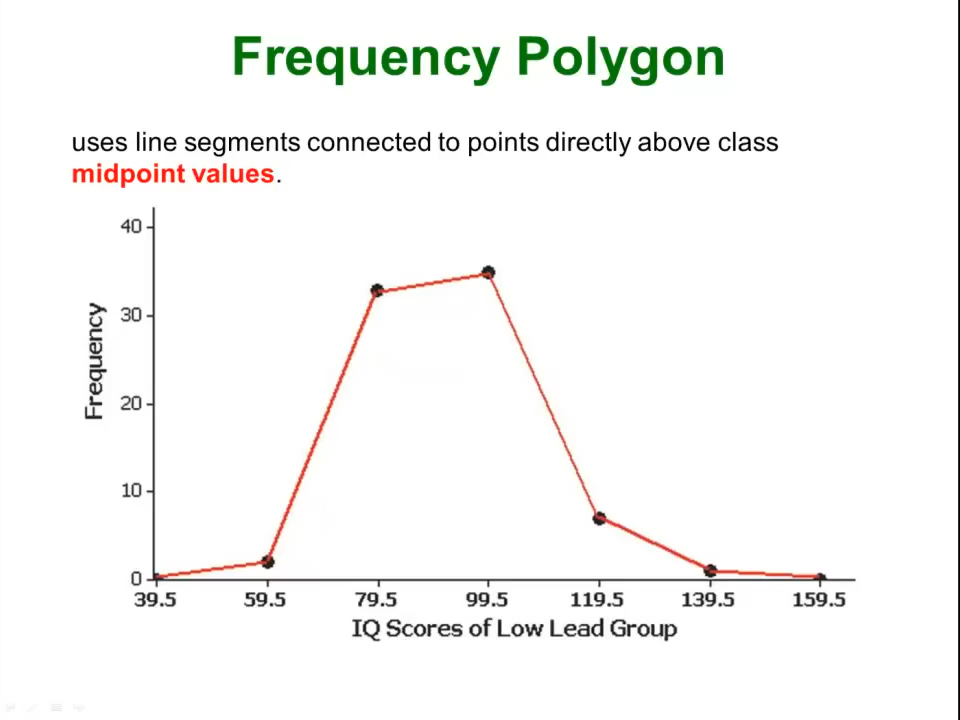 Frequency Polygon
uses line segments connected to points directly above class
midpoint values.
40
30
20
10
0
Frequency
39.5 59.5 79.5 99.5 119.5 139.5 159.5
IQ Scores of Low Lead Group